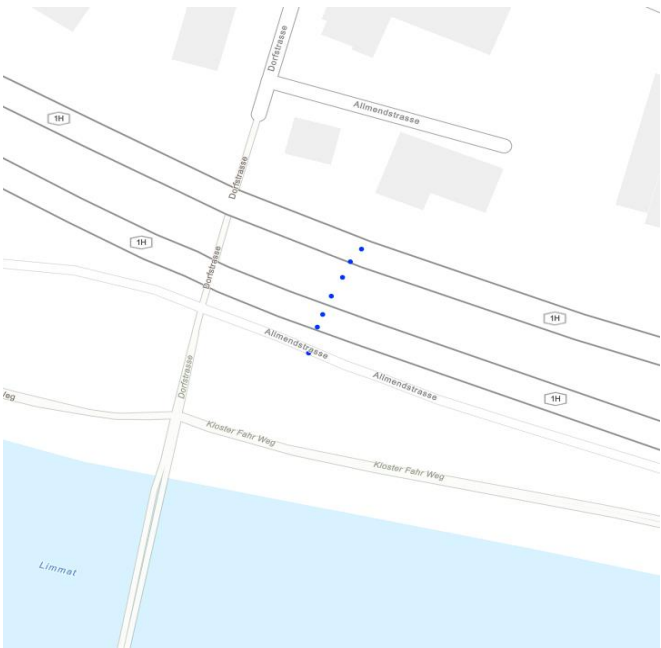 Dorfstrasse
Allmendstrasse
1H
Dorfstrasse
1H
Dorfstrasse
1H
Allmendstrasse
Dorfstrasse
Allmendstrasse
1H
Weg
Kloster Fahr Weg
Kloster Fahr Weg
Limmat